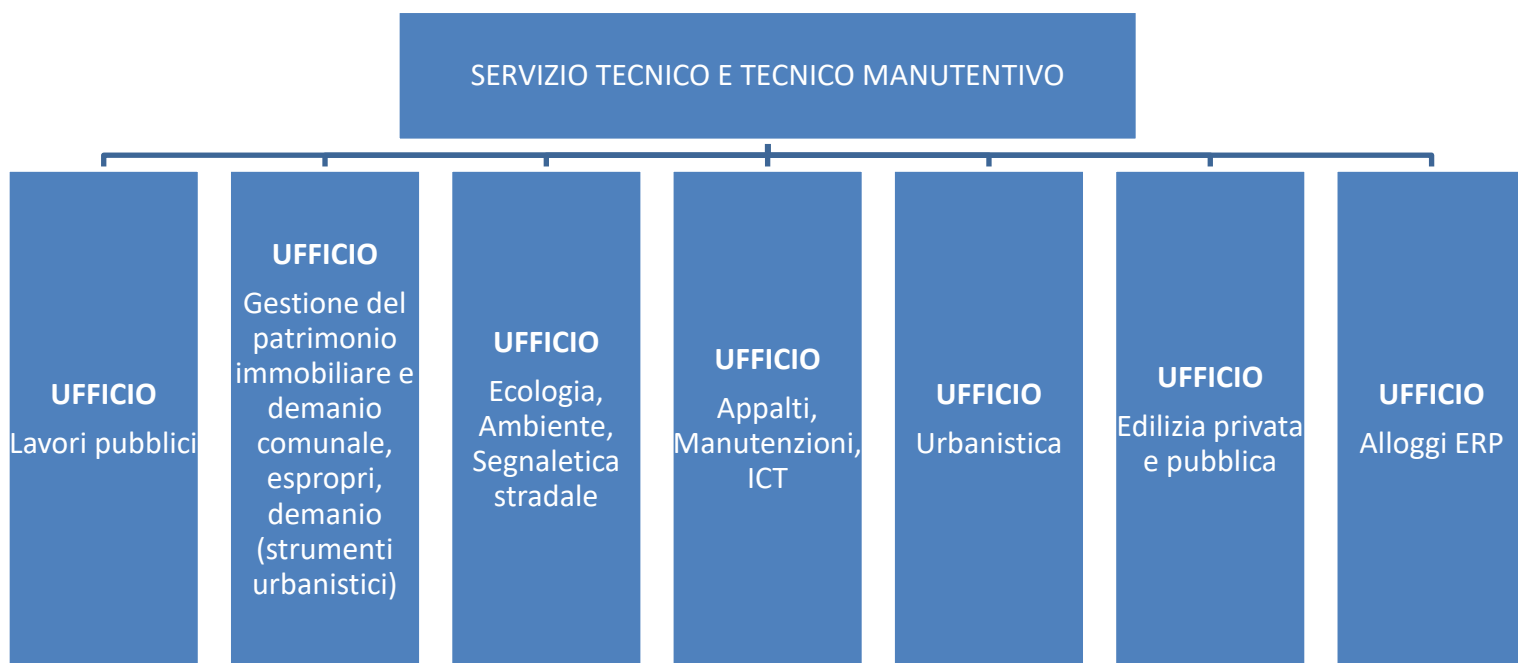 SERVIZIO TECNICO E TECNICO MANUTENTIVO
UFFICIO
Lavori pubblici
UFFICIO
Gestione del
patrimonio
immobiliare e
demanio
comunale,
espropri,
demanio
(strumenti
urbanistici)
UFFICIO
Ecologia,
Ambiente,
Segnaletica
stradale
UFFICIO
Appalti,
Manutenzioni,
ICT
UFFICIO
Urbanistica
UFFICIO
Edilizia privata
e pubblica
UFFICIO
Alloggi ERP